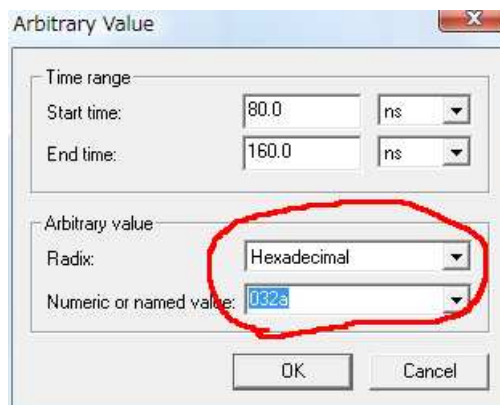 Arbitrary Value
Time range
Start time: 80.0 ns
End time: 160.0 ns
Arbitrary value
Radix: Hexadecimal
Numeric or named value: 032a
OK Cancel